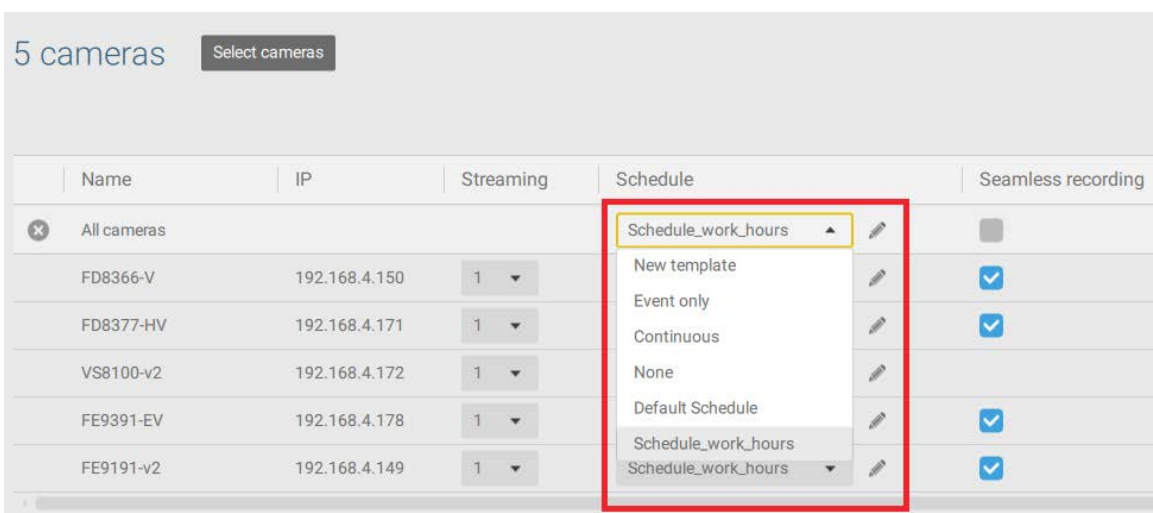 5 cameras Select cameras
Name IP Streaming Schedule Seamless recording
All cameras Schedule_work_hours
New template
FD8366-V 192.168.4.150 1
Event only
FD8377-HV 192.168.4.171 1
Continuous
VS8100-v2 192.168.4.172 1 None
Default Schedule
FE9391-EV 192.168.4.178 1
Schedule_work_hours
FE9191-v2 192.168.4.149 1 Schedule_work_hours